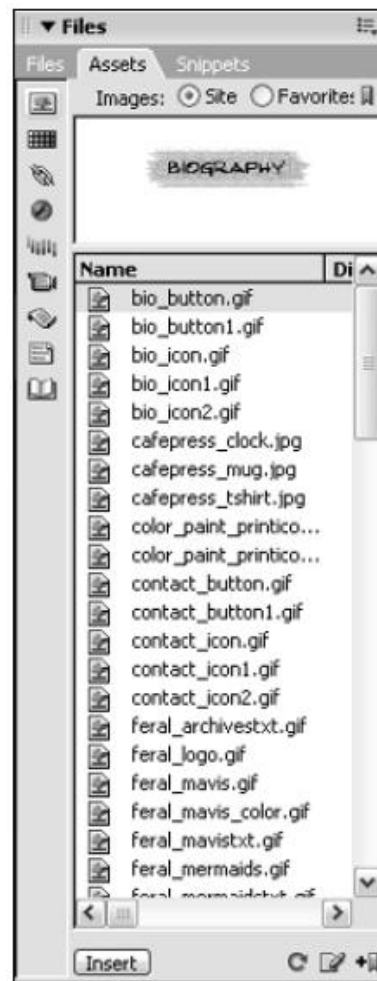 Files
Files Assets Snippets
Images: Site Favorites
BIOGRAPHY
Name Di
bio_button.gif
bio_button1.gif
bio_icon.gif
bio_icon1.gif
bio_icon2.gif
cafepress_clock.jpg
cafepress_mug.jpg
cafepress_tshirt.jpg
color_paint_printico...
color_paint_printico...
contact_button.gif
contact_button1.gif
contact_icon.gif
contact_icon1.gif
contact_icon2.gif
feral_archivestxt.gif
feral_logo.gif
feral_mavis.gif
feral_mavis_color.gif
feral_mavistxt.gif
feral_mermaids.gif
feral_mermaidstxt.gif
Insert